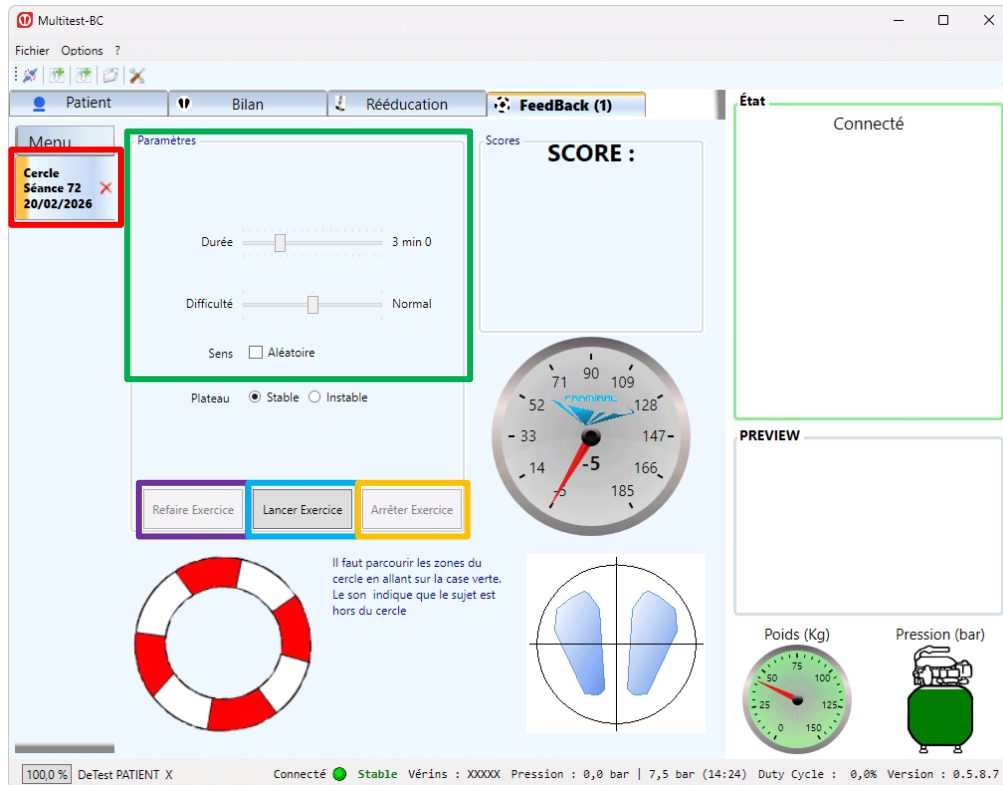 Multitest-BC
Fichier Options ?
Patient
Bilan
Rééducation
FeedBack (1)
Menu
Cercle
Séance 72
20/02/2026
Paramètres
Durée
3 min 0
Difficulté
Normal
Sens
Aléatoire
Plateau
Stable
Instable
Refaire Exercice
Lancer Exercice
Arrêter Exercice
Scores
SCORE :
90
71
109
52
128
33
147
14
166
-5
185
FRAMIRAL
-5
Il faut parcourir les zones du
cercle en allant sur la case verte.
Le son indique que le sujet est
hors du cercle
État
Connecté
PREVIEW
Poids (Kg)
75
50
100
25
125
0
150
Pression (bar)
100,0 % DeTest PATIENT X
Connecté Stable Vérins : XXXXX Pression : 0,0 bar | 7,5 bar (14:24) Duty Cycle : 0,0% Version : 0.5.8.7